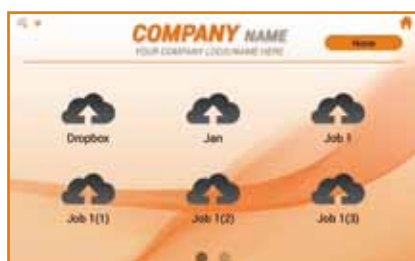 COMPANY NAME
YOUR COMPANY LOGO/NAME HERE
Home
Dropbox
Jan
Job 1
Job 1(1)
Job 1(2)
Job 1(3)